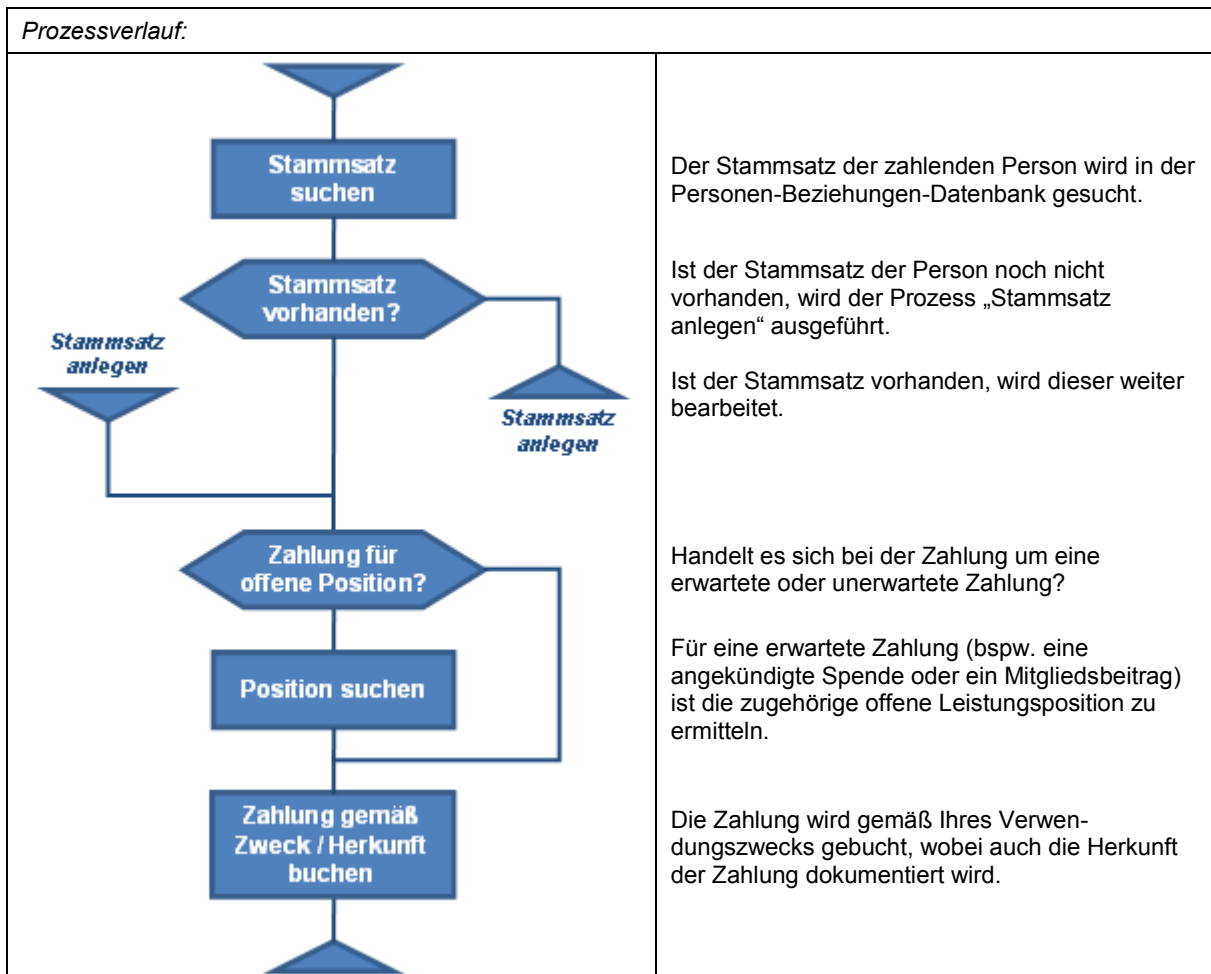 Prozessverlauf:
Stammsatz
suchen
Der Stammsatz der zahlenden Person wird in der
Personen-Beziehungen-Datenbank gesucht.
Stammsatz
vorhanden?
Ist der Stammsatz der Person noch nicht
vorhanden, wird der Prozess „Stammsatz
anlegen“ ausgeführt.
Ist der Stammsatz vorhanden, wird dieser weiter
bearbeitet.
Stammsatz
anlegen
Stammsatz
anlegen
Zahlung für
offene Position?
Handelt es sich bei der Zahlung um eine
erwartete oder unerwartete Zahlung?
Position suchen
Für eine erwartete Zahlung (bspw. eine
angekündigte Spende oder ein Mitgliedsbeitrag)
ist die zugehörige offene Leistungsposition zu
ermitteln.
Zahlung gemäß
Zweck / Herkunft
buchen
Die Zahlung wird gemäß Ihres Verwen-
dungszwecks gebucht, wobei auch die Herkunft
der Zahlung dokumentiert wird.